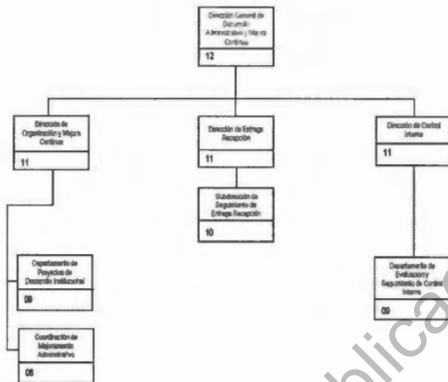 Dirección General de
Desarrollo
Administrativo y Mejora
Continua
12
Dirección de
Organización y Mejora
Continua
11
Dirección de Entrega
Recepción
11
Dirección de Control
Interno
11
Subdirección de
Seguimiento de
Entrega Recepción
10
Departamento de
Proyectos de
Desarrollo Institucional
09
Departamento de
Evaluación y
Seguimiento de Control
Interno
09
Coordinación de
Mejoramiento
Administrativo
08